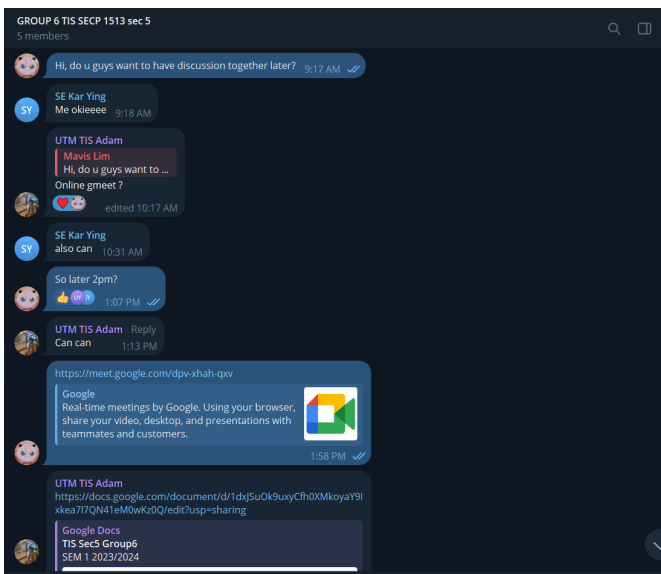 GROUP 6 TIS SECP 1513 sec 5
5 members
Hi, do u guys want to have discussion together later? 9:17 AM
SE Kar Ying
SY Me okieeee 9:18 AM
UTM TIS Adam
Mavis Lim
Hi, do u guys want to ...
Online gmeet ?
edited 10:17 AM
SE Kar Ying
SY also can 10:31 AM
So later 2pm?
UY SY 1:07 PM
UTM TIS Adam Reply
Can can 1:13 PM
https://meet.google.com/dpv-xhah-qxv
Google
Real-time meetings by Google. Using your browser,
share your video, desktop, and presentations with
teammates and customers.
1:58 PM
UTM TIS Adam
https://docs.google.com/document/d/1dxJSuOk9uxyCfh0XMkoyaY9I
xkea7l7QN41eM0wKz0Q/edit?usp=sharing
Google Docs
TIS Sec5 Group6
SEM 1 2023/2024